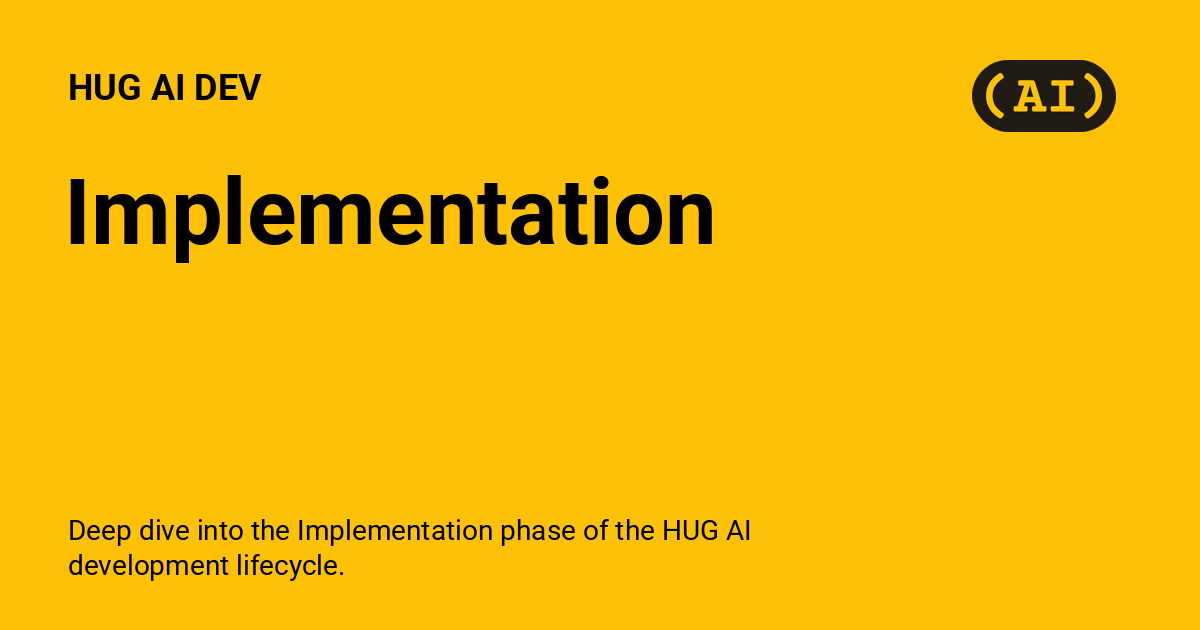 HUG AI DEV
(AI)
Implementation
Deep dive into the Implementation phase of the HUG AI
development lifecycle.